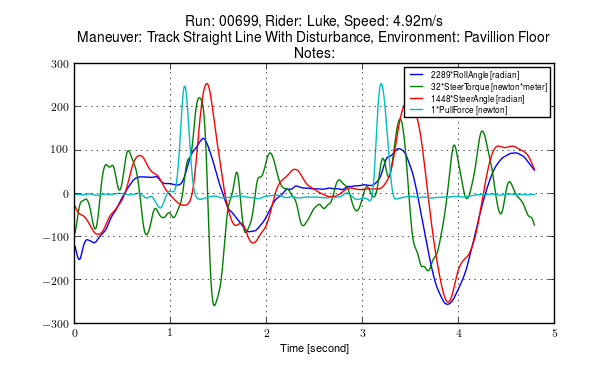 Run: 00699, Rider: Luke, Speed: 4.92m/s
Maneuver: Track Straight Line With Disturbance, Environment: Pavillion Floor
Notes:
300
200
100
0
−100
−200
−300
2289*RollAngle [radian]
32*SteerTorque [newton*meter]
1448*SteerAngle [radian]
1*PullForce [newton]
0
1
2
3
4
5
Time [second]